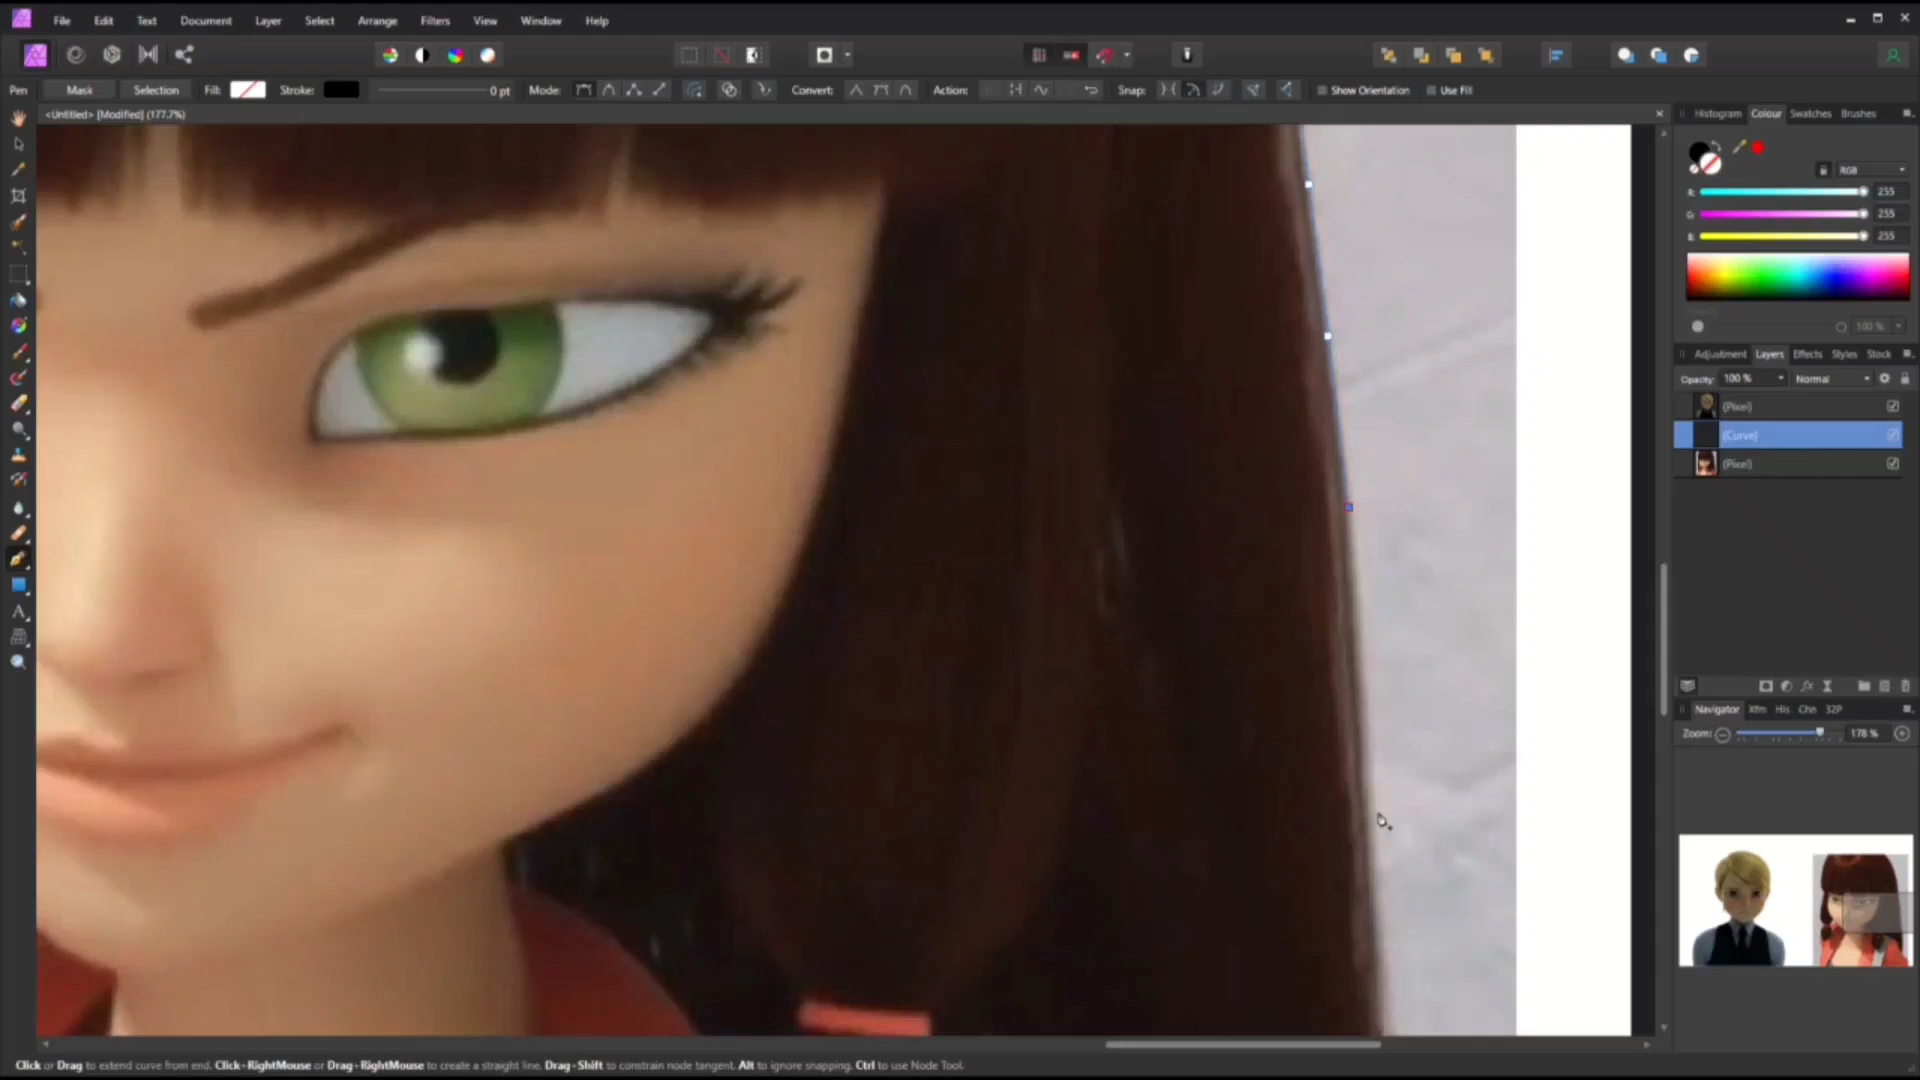 File Edit Text Document Layer Select Arrange Filters View Window Help
Pen Mask Selection Fill: Stroke: 0 pt Mode: Convert: Action: Snap: Show Orientation Use Fill
<Untitled> [Modified] (177.7%)
Histogram Colour Swatches Brushes
RGB
R: 255
G: 255
B: 255
100 %
Adjustment Layers Effects Styles Stock
Opacity: 100 % Normal
(Pixel)
(Curve)
(Pixel)
Navigator Xfm His Chn 32P
Zoom: 178 %
Click or Drag to extend curve from end. Click-RightMouse or Drag-RightMouse to create a straight line. Drag-Shift to constrain node tangent. Alt to ignore snapping. Ctrl to use Node Tool.